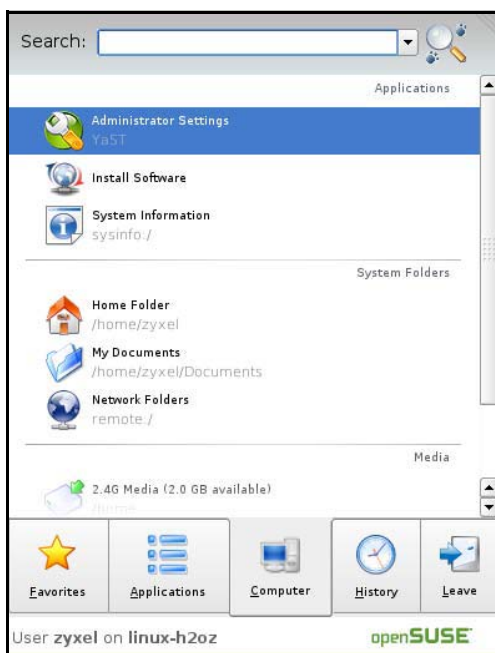 Search:
Applications
Administrator Settings
YaST
Install Software
System Information
sysinfo:/
System Folders
Home Folder
/home/zyxel
My Documents
/home/zyxel/Documents
Network Folders
remote:/
Media
2.4G Media (2.0 GB available)
/home
Favorites
Applications
Computer
History
Leave
User zyxel on linux-h2oz
openSUSE